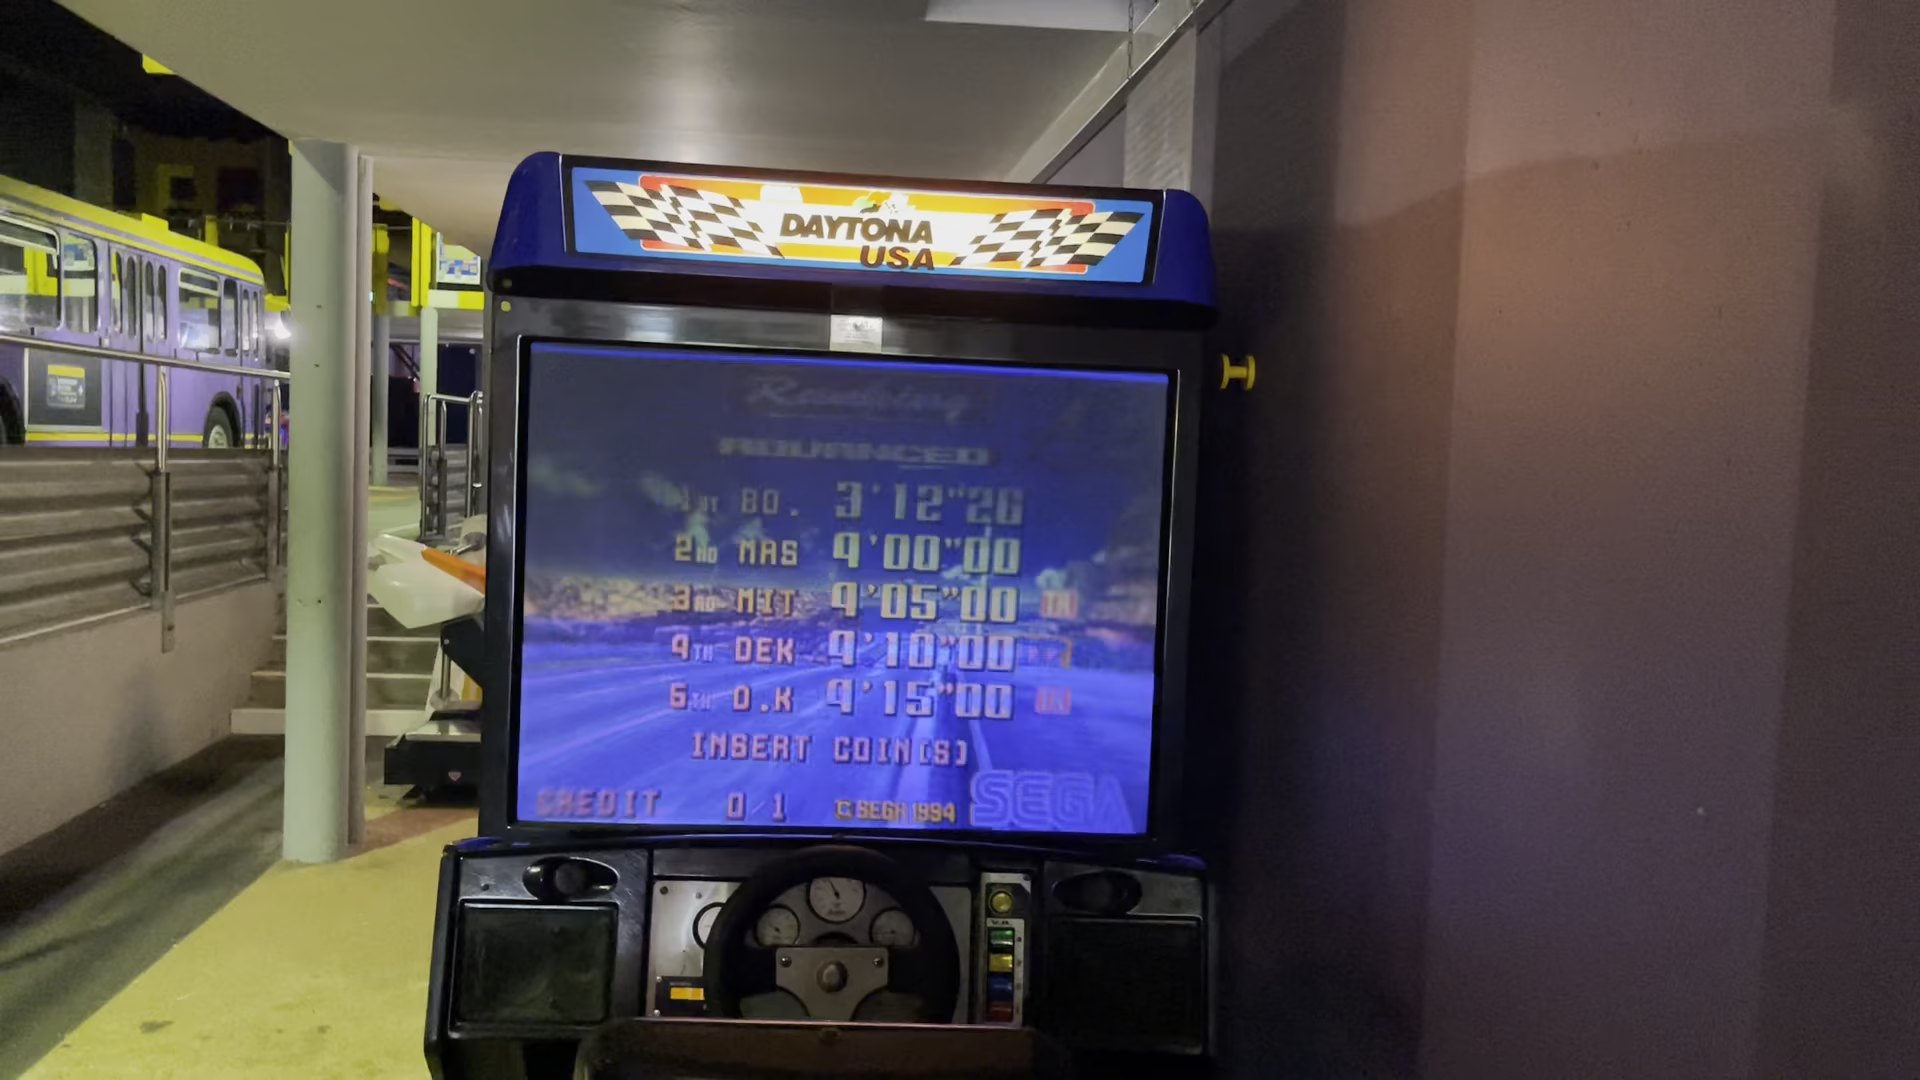 DAYTONA
USA
Ranking
ADVANCED
1ST BO. 3'12"26
2ND MAS 4'00"00
3RD MIT 4'05"00
4TH DEK 4'10"00
5TH O.K 4'15"00
INSERT COIN(S)
CREDIT 0/1 © SEGA 1994 SEGA